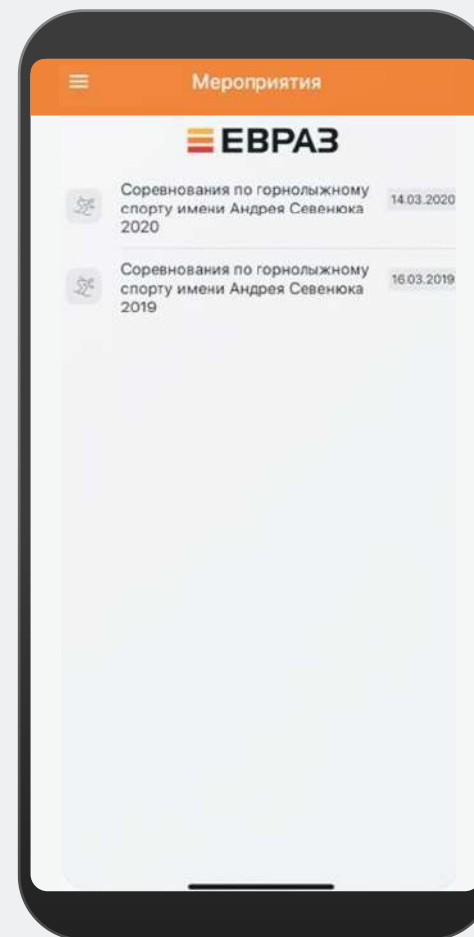 Мероприятия
ЕВРАЗ
Соревнования по горнолыжному
спорту имени Андрея Севенюка
2020
14.03.2020
Соревнования по горнолыжному
спорту имени Андрея Севенюка
2019
16.03.2019